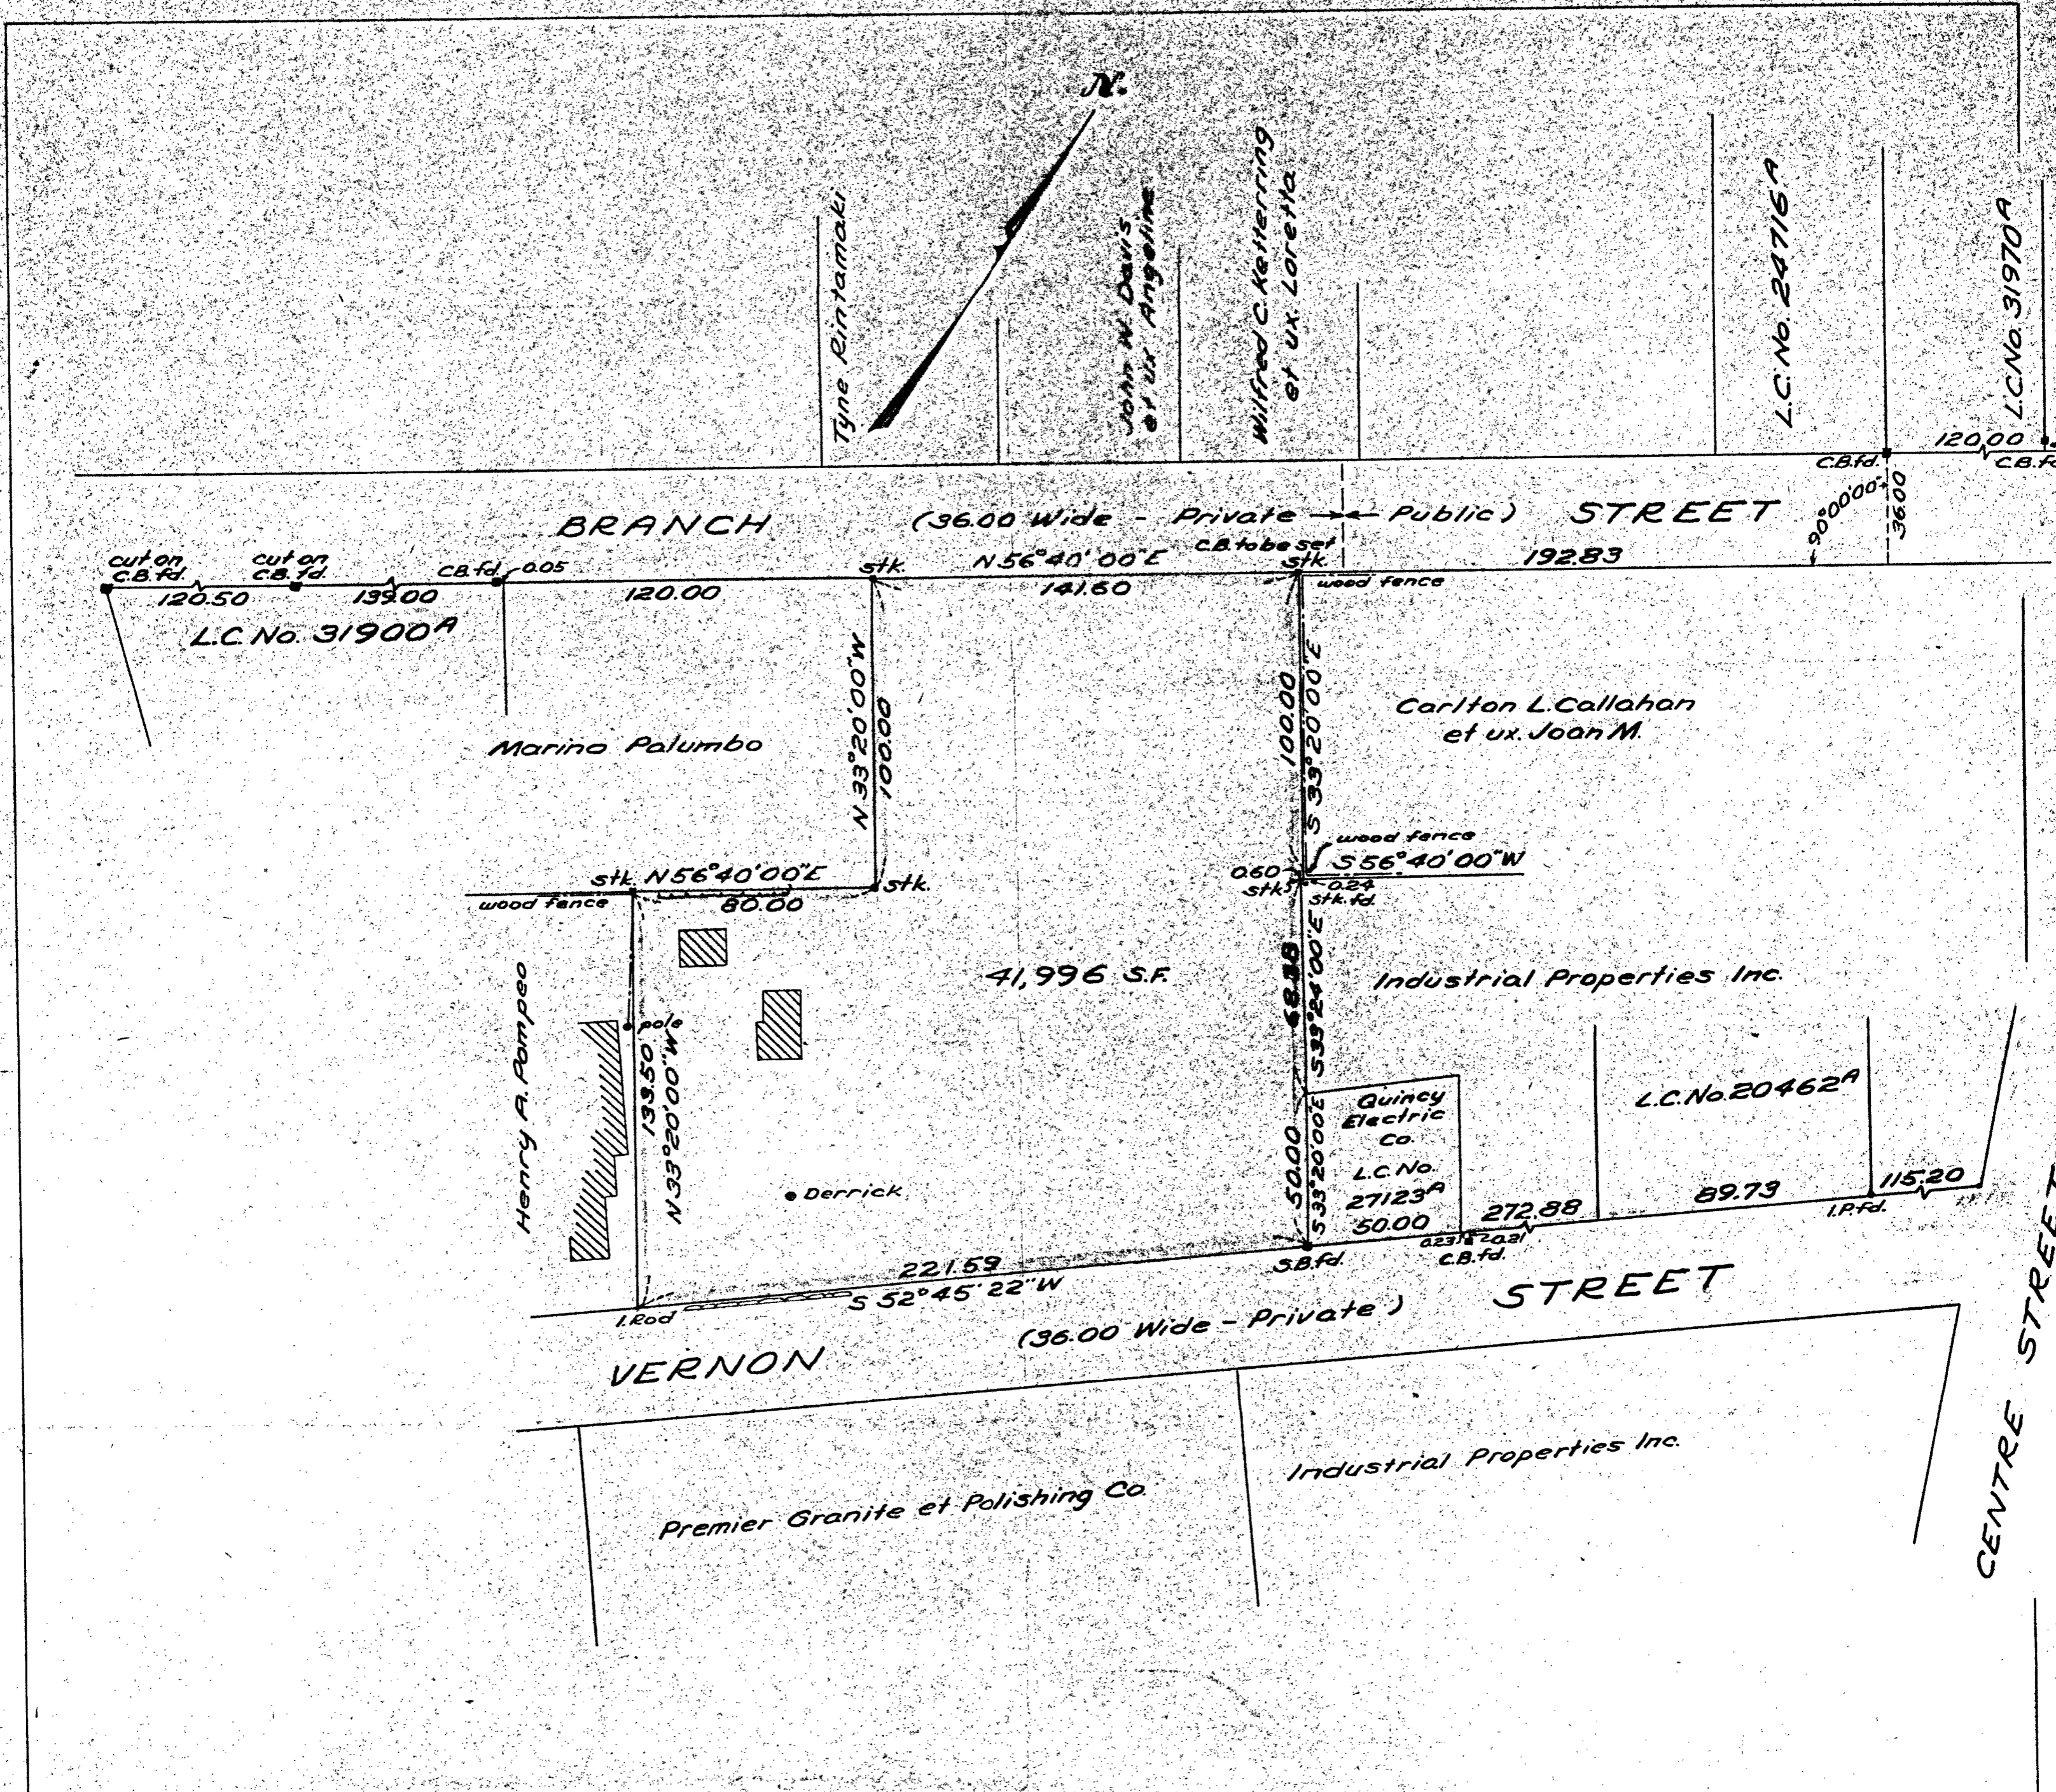 N.
Tyne Rintamaki
John W. Davis
et ux Angeline
Wilfred C. Ketterring
et ux. Loretta
L.C. No. 24716A
L.C No. 31970A
120.00
C.B.fd.
C.B.fd
90°00'00"
36.00
BRANCH
(36.00 Wide - Private
Public)
STREET
cut on
C.B. fd.
cut on
C.B. fd.
C.B. fd.
0.05
stk.
N 56°40'00"E
C.B. to be set
stk.
192.83
120.50
139.00
120.00
141.60
wood fence
L.C. No. 31900A
N 33°20'00"W
100.00
100.00
S 33°20'00"E
Carlton L. Callahan
et ux. Joan M.
Marino Palumbo
wood fence
S 56°40'00"W
0.60
stk
0.24
stk. fd.
stk.
N 56°40'00"E
stk.
wood fence
80.00
41,996 S.F.
S 33°24'00"E
Industrial Properties Inc.
Henry A. Pompeo
pole
133.50
N 33°20'00"W
Derrick
50.00
S 33°20'00"E
Quincy
Electric
Co.
L.C. No.
27123A
50.00
L.C. No. 20462A
272.88
89.73
115.20
I.P. fd.
0.23
0.21
C.B. fd.
S.B. fd.
221.59
S 52°45'22"W
I. Rod
VERNON
(36.00 Wide - Private)
STREET
CENTRE STREET
Premier Granite et Polishing Co.
Industrial Properties Inc.